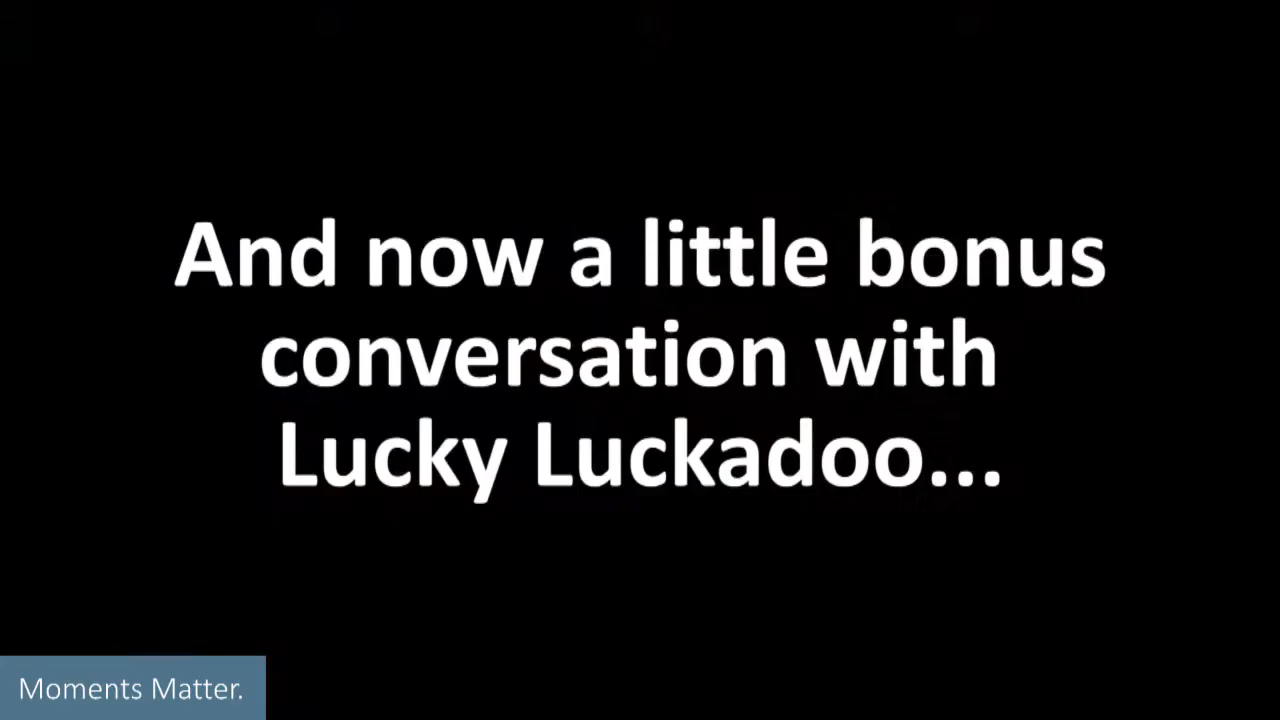 And now a little bonus
conversation with
Lucky Luckadoo...
Moments Matter.